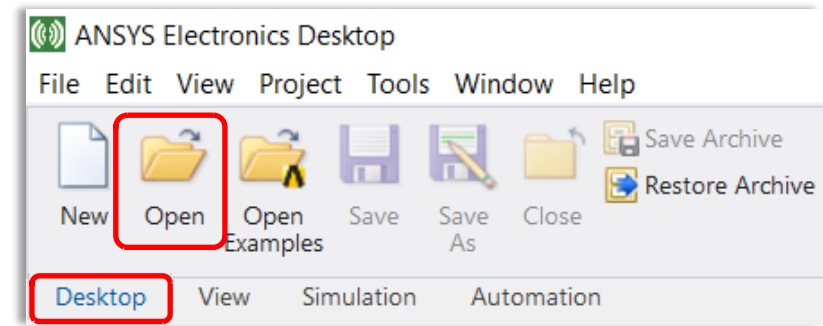 ANSYS Electronics Desktop
File Edit View Project Tools Window Help
Save Archive
Restore Archive
New Open Open Examples Save Save As Close
Desktop View Simulation Automation